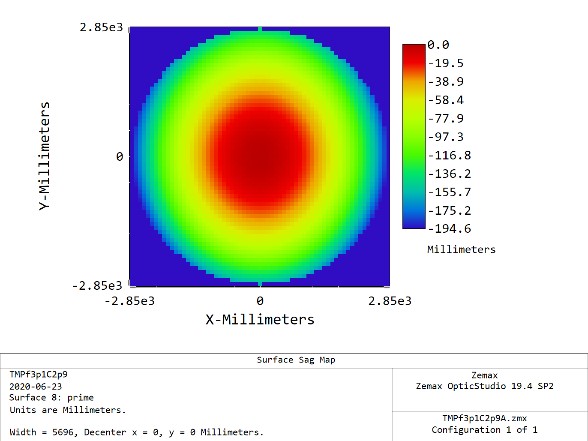 2.85e3
0
-2.85e3
Y-Millimeters
-2.85e3
0
2.85e3
X-Millimeters
0.0
-19.5
-38.9
-58.4
-77.9
-97.3
-116.8
-136.2
-155.7
-175.2
-194.6
Millimeters
Surface Sag Map
TMPf3p1C2p9
2020-06-23
Surface 8: prime
Units are Millimeters.
Width = 5696, Decenter x = 0, y = 0 Millimeters.
Zemax
Zemax OpticStudio 19.4 SP2
TMPf3p1C2p9A.zmx
Configuration 1 of 1